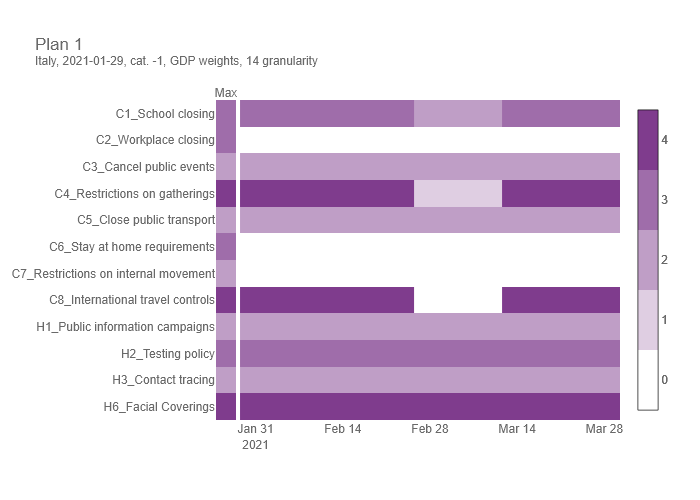 Plan 1
Italy, 2021-01-29, cat. -1, GDP weights, 14 granularity
Max
C1_School closing
C2_Workplace closing
C3_Cancel public events
C4_Restrictions on gatherings
C5_Close public transport
C6_Stay at home requirements
C7_Restrictions on internal movement
C8_International travel controls
H1_Public information campaigns
H2_Testing policy
H3_Contact tracing
H6_Facial Coverings
Jan 31 Feb 14 Feb 28 Mar 14 Mar 28
2021
4
3
2
1
0